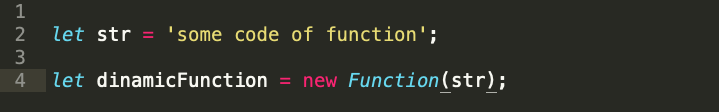 1
2 let str = 'some code of function';
3
4 let dinamicFunction = new Function(str);